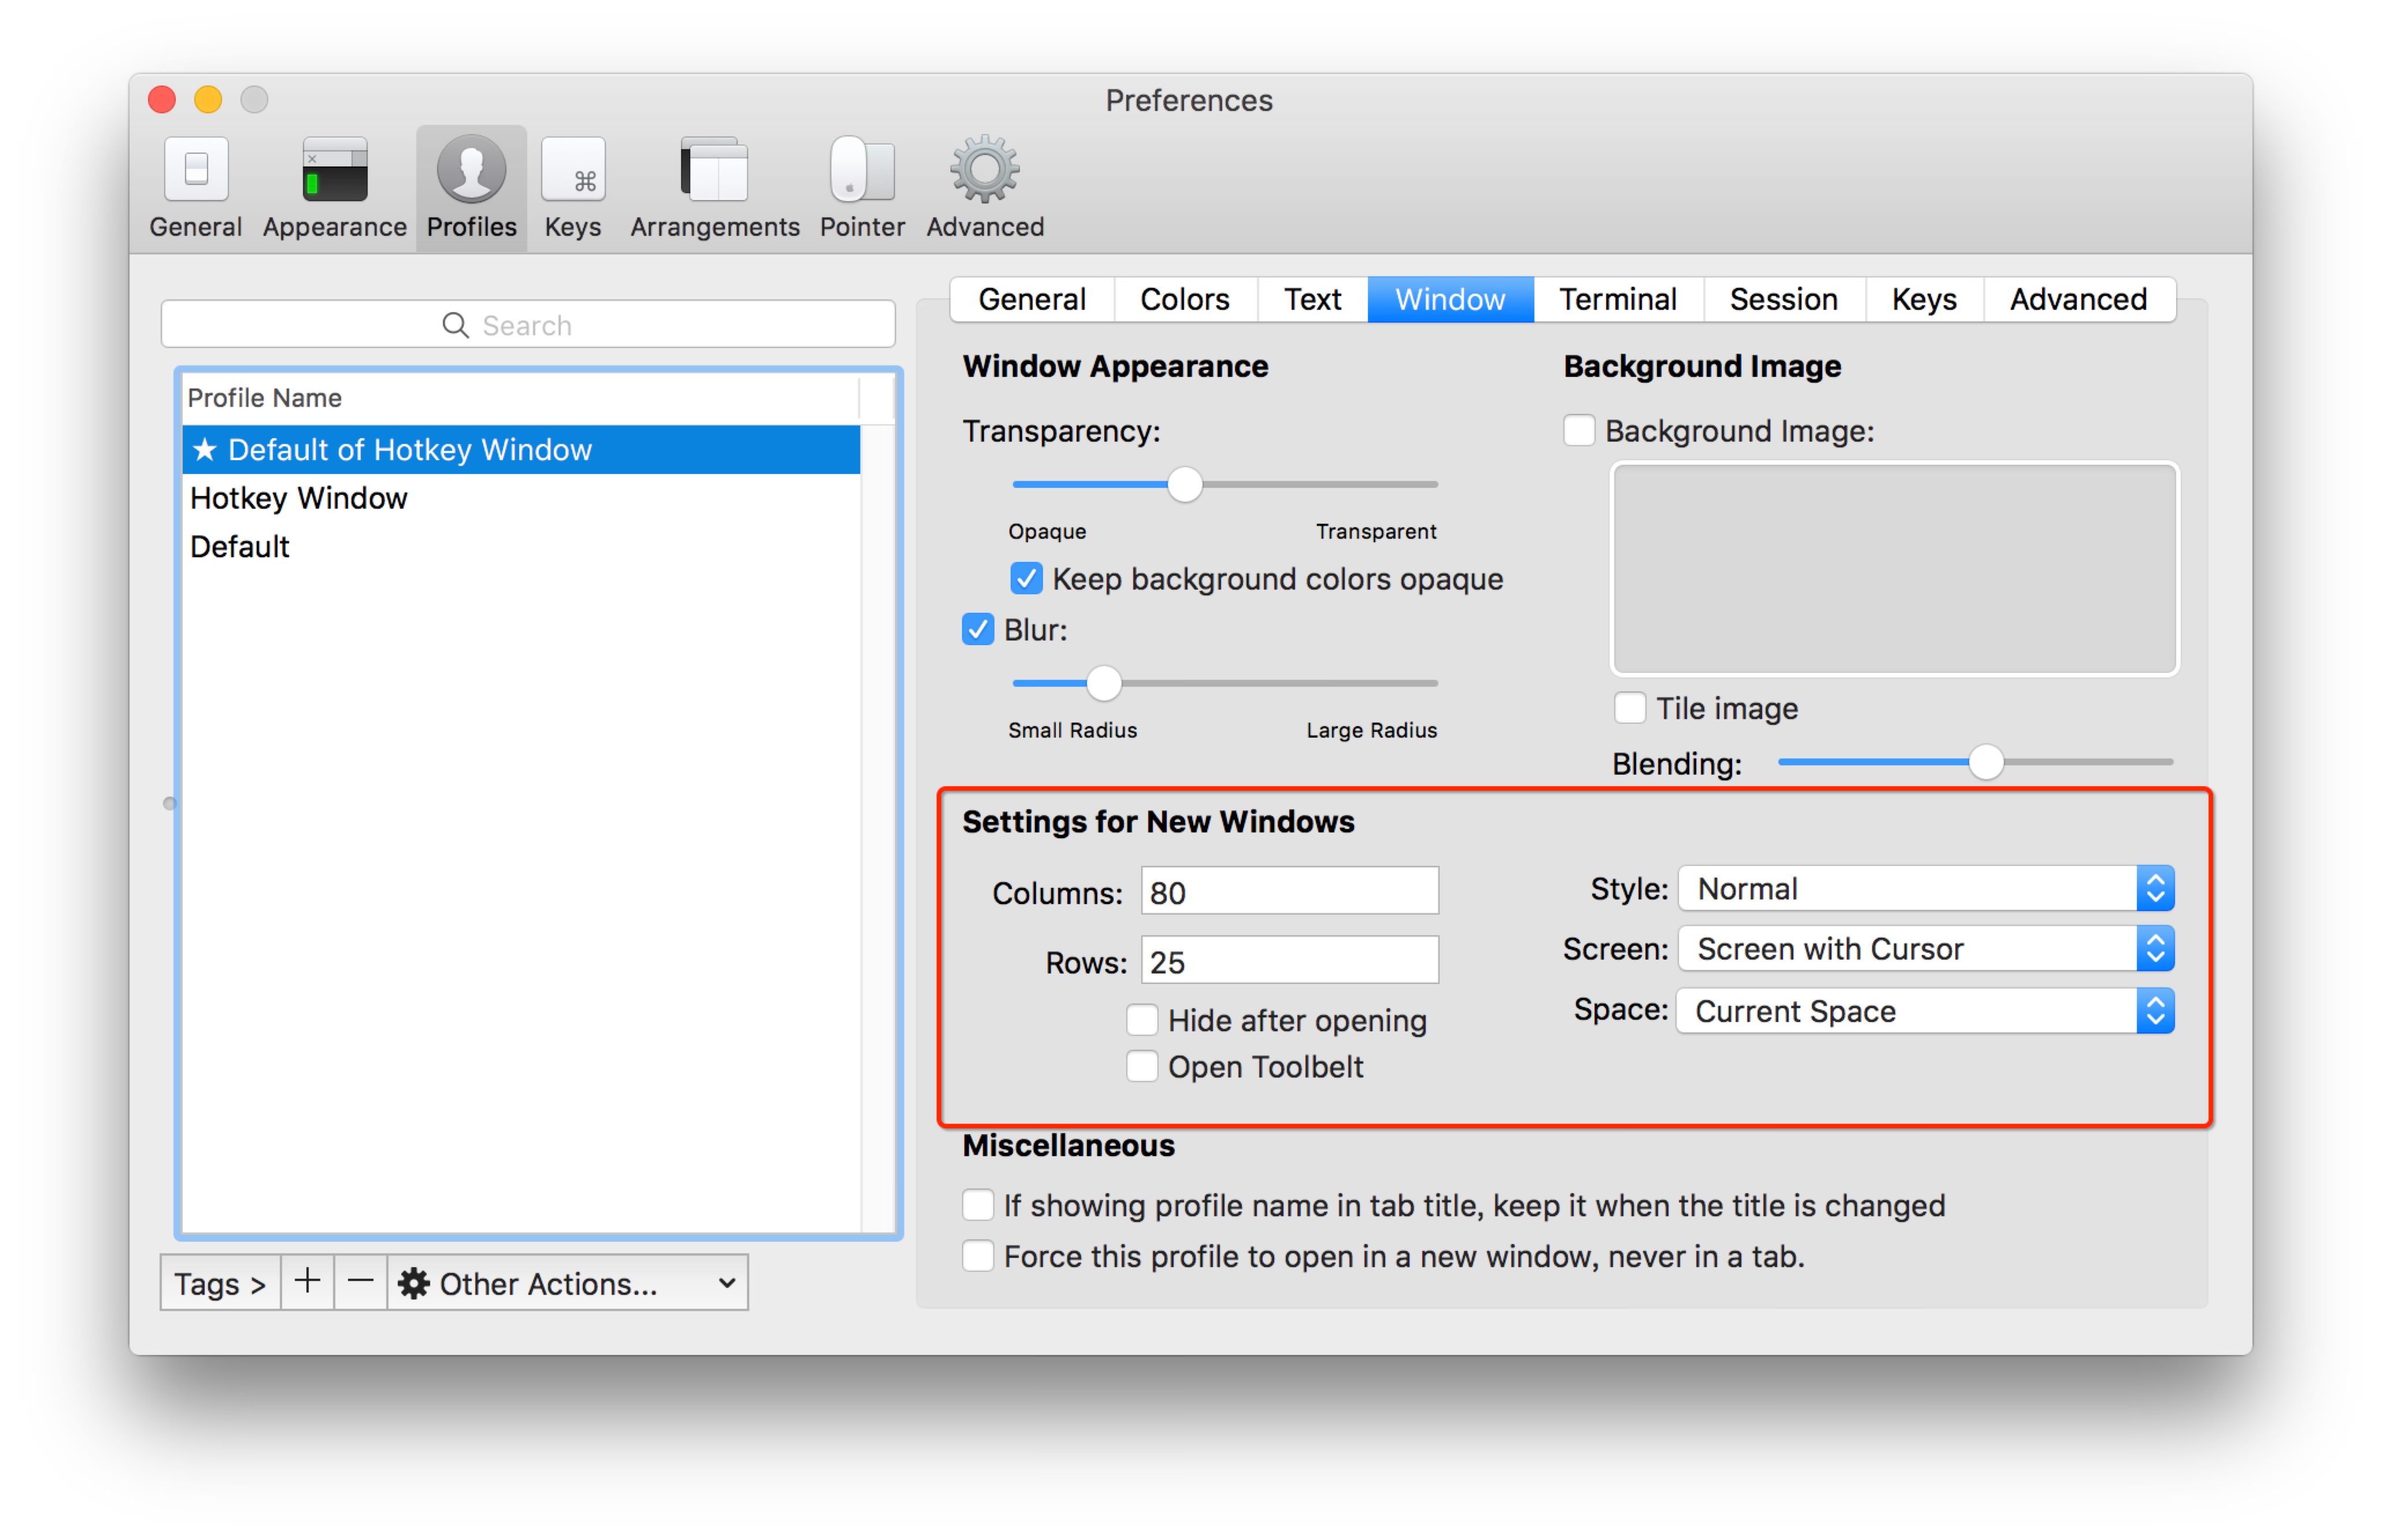 Preferences
General Appearance Profiles Keys Arrangements Pointer Advanced
Search
Profile Name
★ Default of Hotkey Window
Hotkey Window
Default
Tags > + − Other Actions...
General Colors Text Window Terminal Session Keys Advanced
Window Appearance
Transparency:
Opaque Transparent
Keep background colors opaque
Blur:
Small Radius Large Radius
Background Image
Background Image:
Tile image
Blending:
Settings for New Windows
Columns: 80
Rows: 25
Hide after opening
Open Toolbelt
Style: Normal
Screen: Screen with Cursor
Space: Current Space
Miscellaneous
If showing profile name in tab title, keep it when the title is changed
Force this profile to open in a new window, never in a tab.